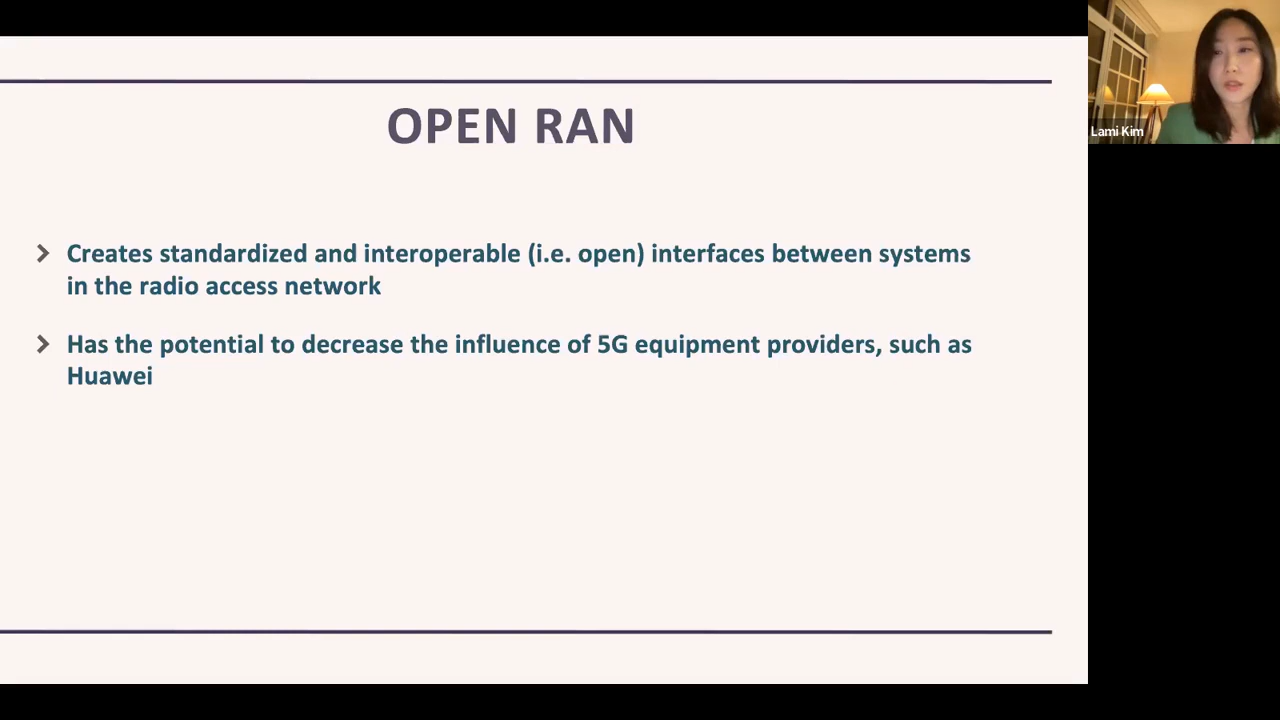 OPEN RAN
Creates standardized and interoperable (i.e. open) interfaces between systems
in the radio access network
Has the potential to decrease the influence of 5G equipment providers, such as
Huawei
Lami Kim